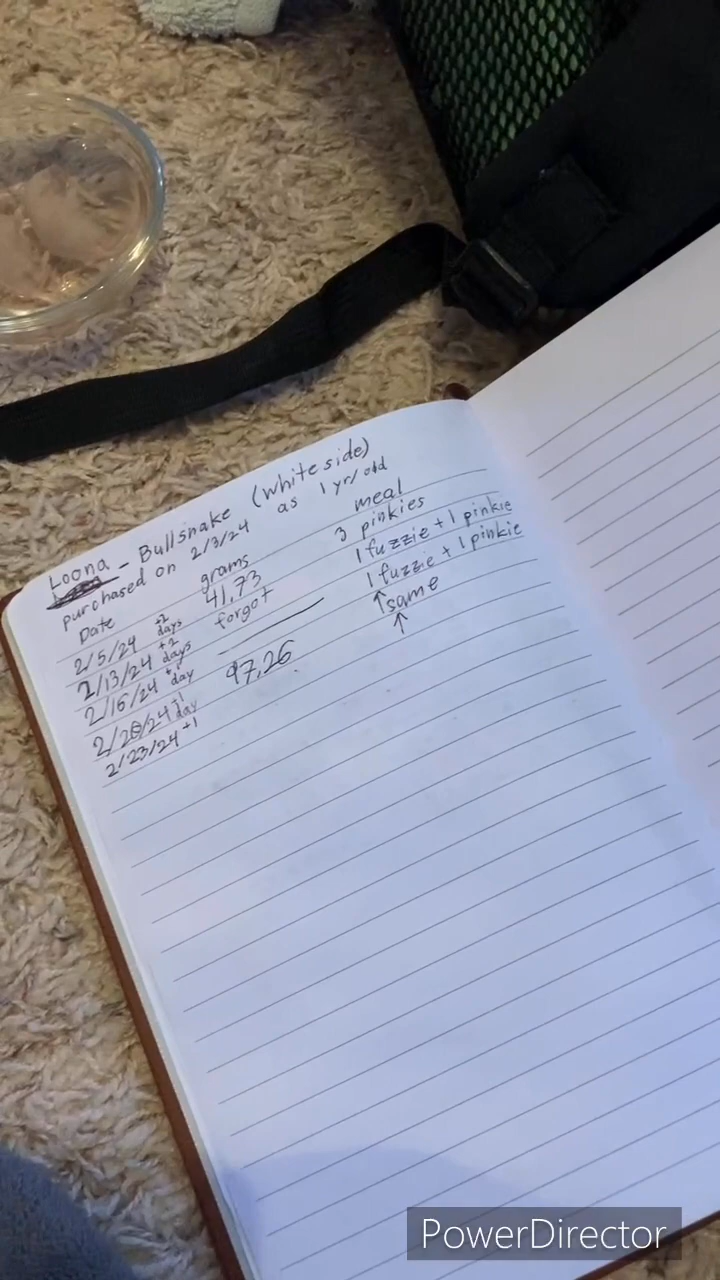 Loona - Bullsnake (whiteside)
purchased on 2/3/24 as 1 yr/old
Date grams meal
2/5/24 +2 days 41,73 3 pinkies
2/13/24 +2 days forgot 1 fuzzie + 1 pinkie
2/16/24 +1 day 1 fuzzie + 1 pinkie
2/20/24 +1 day 97,26 ↑ same
2/23/24 +1 ↑
PowerDirector